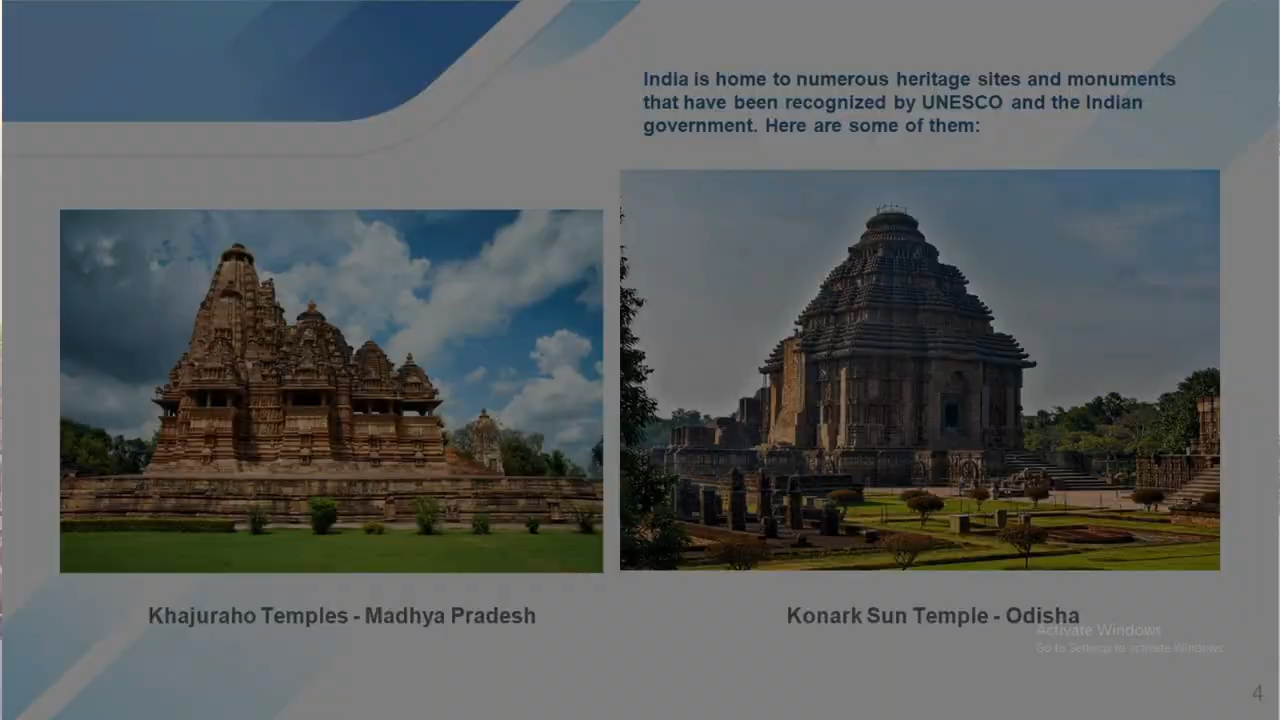 India is home to numerous heritage sites and monuments
that have been recognized by UNESCO and the Indian
government. Here are some of them:
Khajuraho Temples - Madhya Pradesh
Konark Sun Temple - Odisha
Activate Windows
Go to Settings to activate Windows.
4